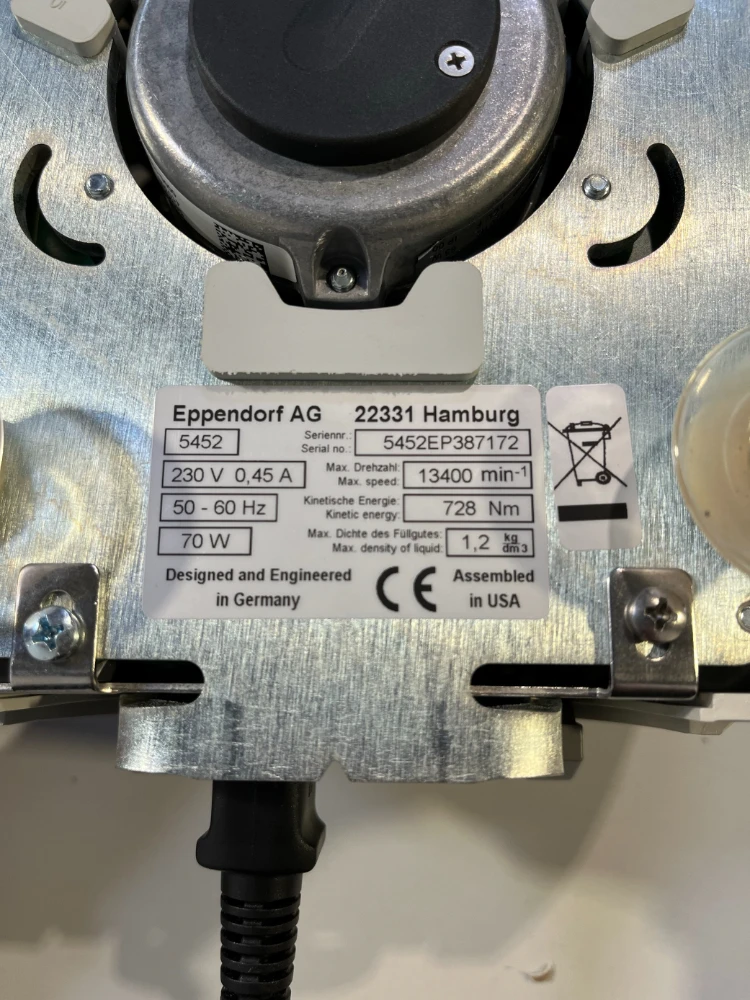 Eppendorf AG 22331 Hamburg
5452 Seriennr.: 5452EP387172
Serial no.:
230 V 0,45 A Max. Drehzahl: 13400 min-1
Max. speed:
50 - 60 Hz Kinetische Energie: 728 Nm
Kinetic energy:
70 W Max. Dichte des Füllgutes: 1,2 kg
Max. density of liquid: dm3
Designed and Engineered CE Assembled
in Germany in USA